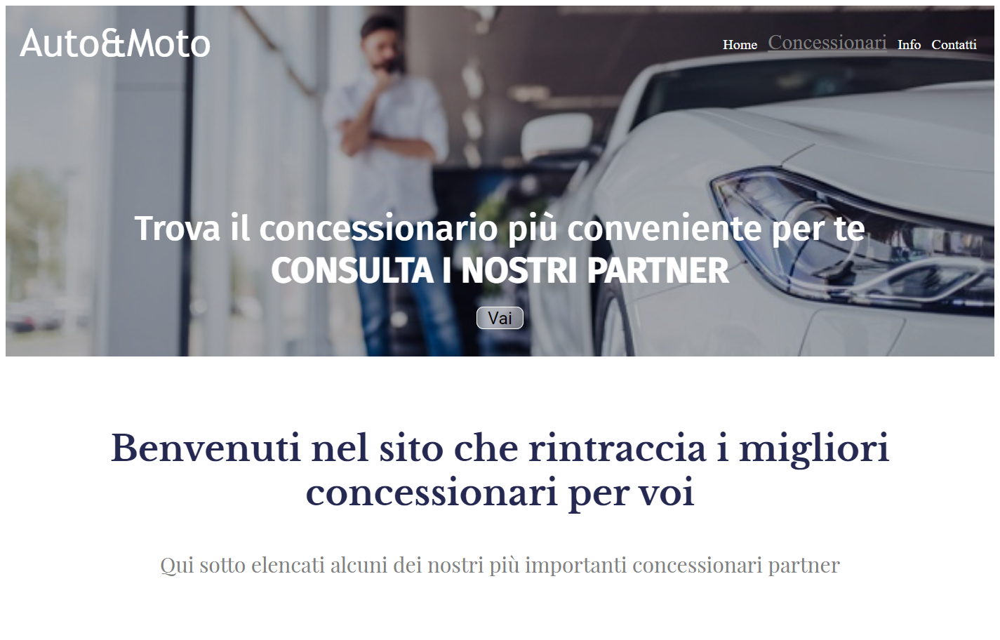 Auto&Moto
Home Concessionari Info Contatti
Trova il concessionario più conveniente per te
CONSULTA I NOSTRI PARTNER
Vai
Benvenuti nel sito che rintraccia i migliori
concessionari per voi
Qui sotto elencati alcuni dei nostri più importanti concessionari partner